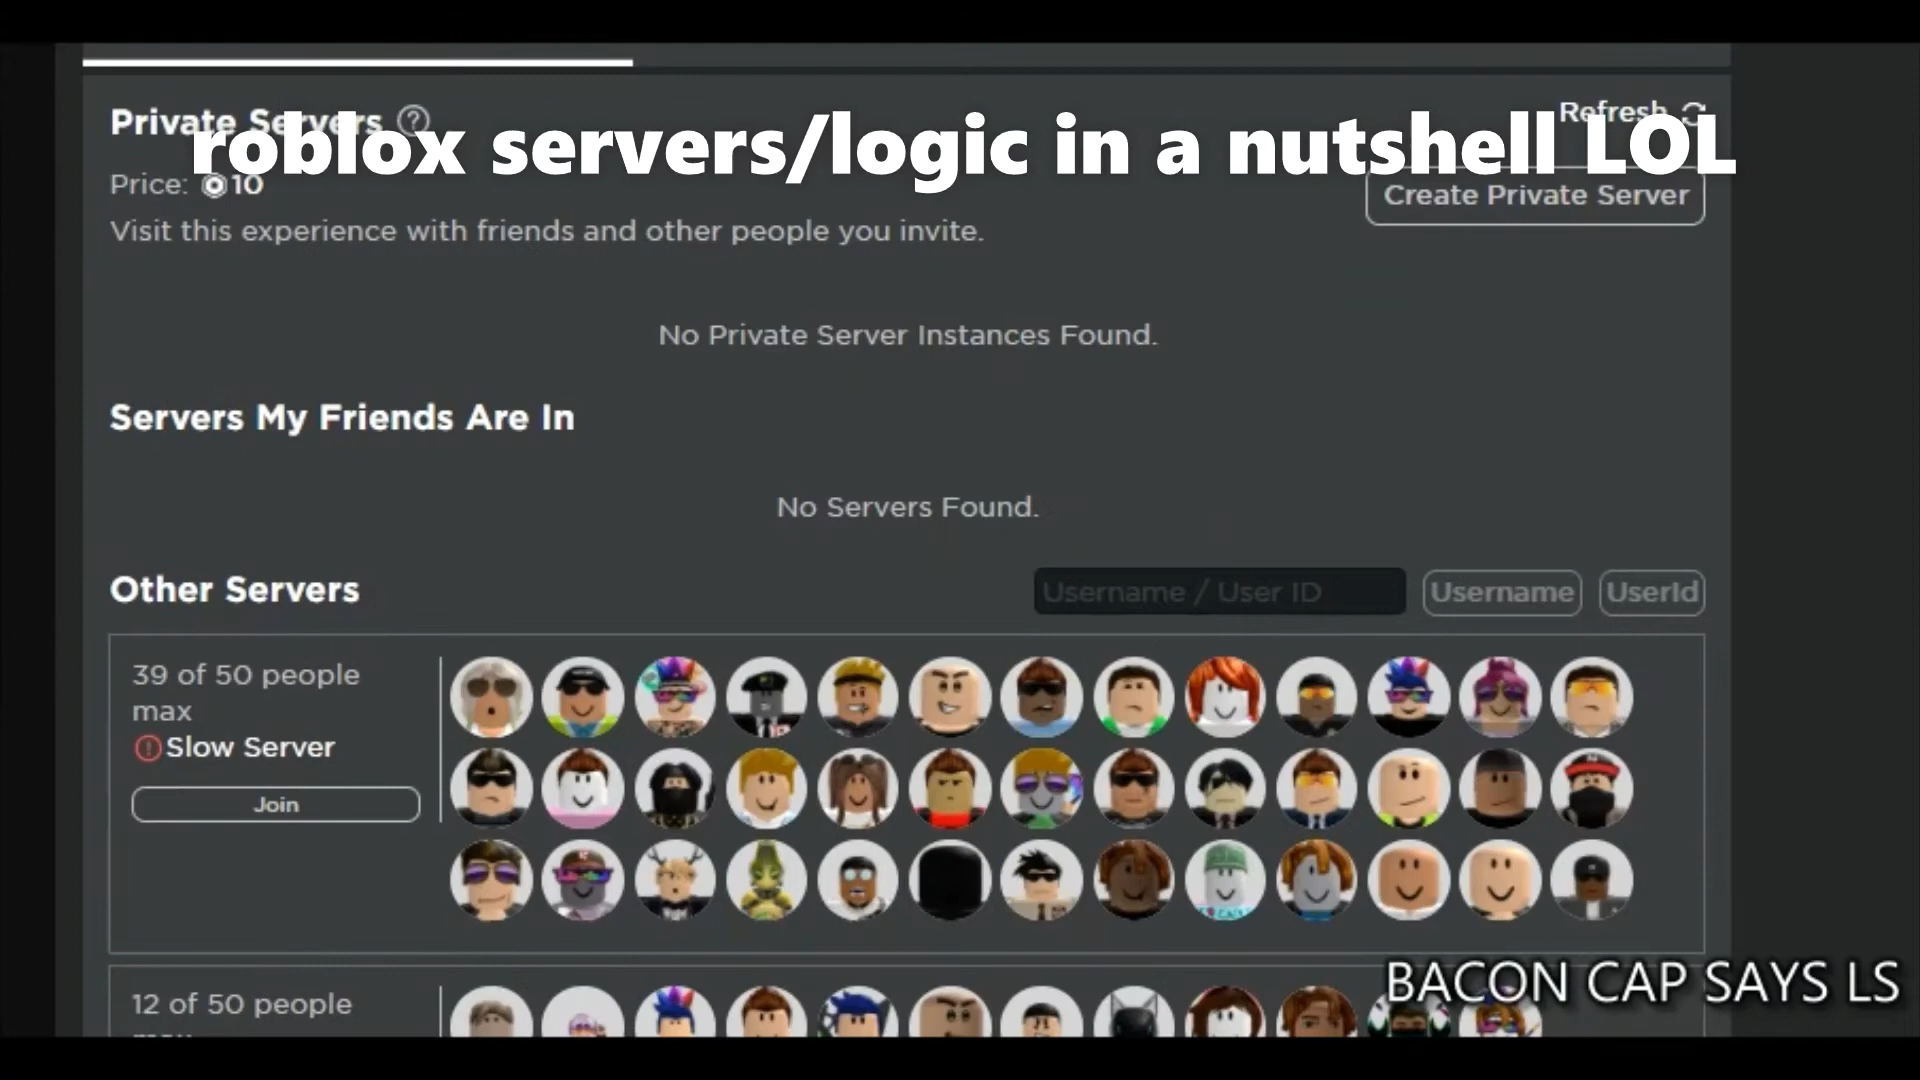 Private Servers
Refresh
roblox servers/logic in a nutshell LOL
Price: 10
Create Private Server
Visit this experience with friends and other people you invite.
No Private Server Instances Found.
Servers My Friends Are In
No Servers Found.
Other Servers
Username / User ID
Username
UserId
39 of 50 people
max
Slow Server
Join
12 of 50 people
BACON CAP SAYS LS